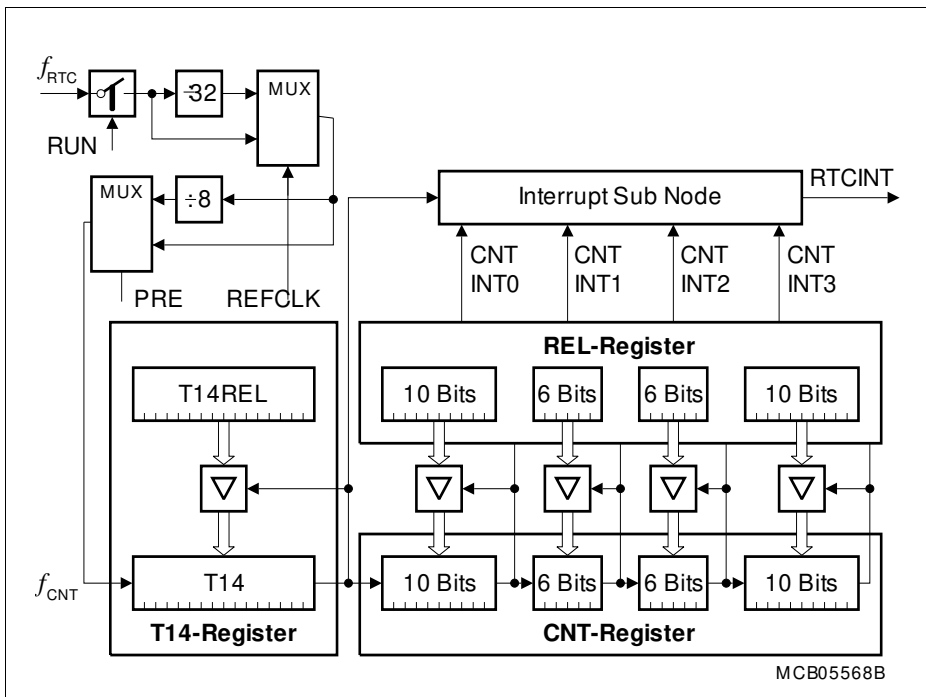 fRTC
÷32
MUX
RUN
MUX
÷8
Interrupt Sub Node
RTCINT
CNT INT0
CNT INT1
CNT INT2
CNT INT3
PRE
REFCLK
REL-Register
T14REL
10 Bits
6 Bits
6 Bits
10 Bits
fCNT
T14
10 Bits
6 Bits
6 Bits
10 Bits
T14-Register
CNT-Register
MCB05568B